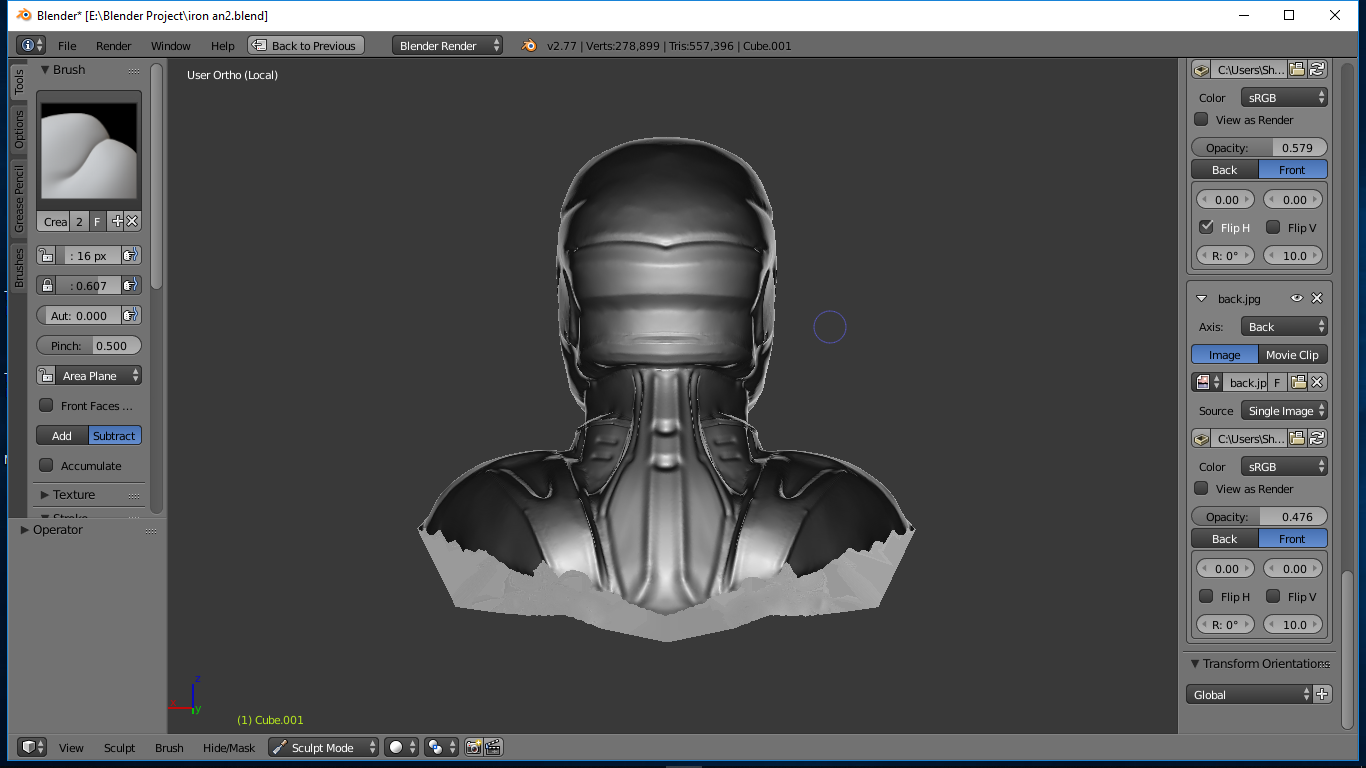 Blender* [E:\Blender Project\iron an2.blend]
File Render Window Help Back to Previous Blender Render v2.77 | Verts:278,899 | Tris:557,396 | Cube.001
Tools
Options
Grease Pencil
Brushes
Brush
Crea 2 F
: 16 px
: 0.607
Aut: 0.000
Pinch: 0.500
Area Plane
Front Faces ...
Add Subtract
Accumulate
Texture
Stroke
Operator
User Ortho (Local)
z
x
y
(1) Cube.001
C:\Users\Sh...
Color sRGB
View as Render
Opacity: 0.579
Back Front
0.00 0.00
Flip H Flip V
R: 0° 10.0
back.jpg
Axis: Back
Image Movie Clip
back.jp F
Source Single Image
C:\Users\Sh...
Color sRGB
View as Render
Opacity: 0.476
Back Front
0.00 0.00
Flip H Flip V
R: 0° 10.0
Transform Orientations
Global
View Sculpt Brush Hide/Mask Sculpt Mode